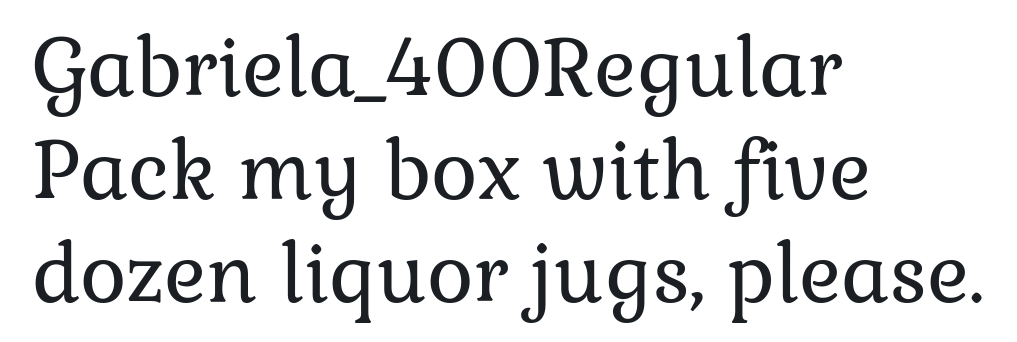 Gabriela_400Regular
Pack my box with five
dozen liquor jugs, please.